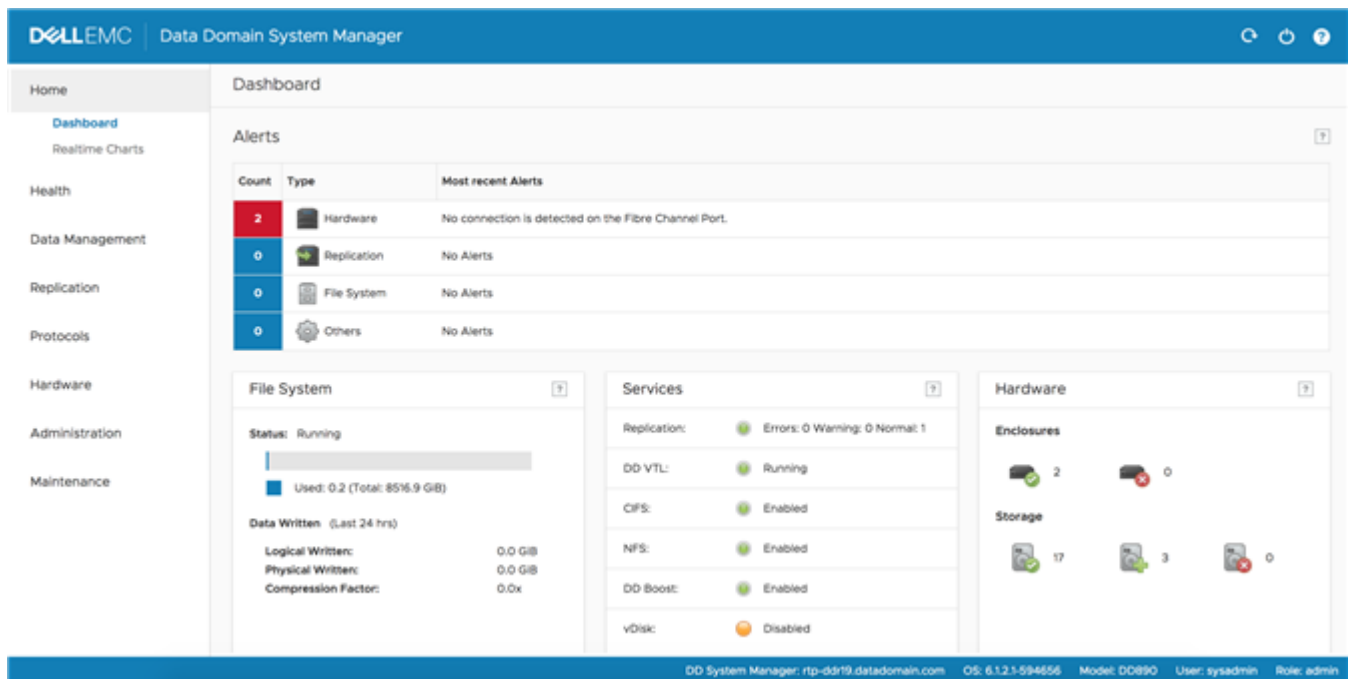 DELLEMC Data Domain System Manager
Home
Dashboard
Realtime Charts
Health
Data Management
Replication
Protocols
Hardware
Administration
Maintenance
Dashboard
Alerts
Count Type Most recent Alerts
2 Hardware No connection is detected on the Fibre Channel Port.
0 Replication No Alerts
0 File System No Alerts
0 Others No Alerts
File System
Status: Running
Used: 0.2 (Total: 8516.9 GiB)
Data Written (Last 24 hrs)
Logical Written: 0.0 GiB
Physical Written: 0.0 GiB
Compression Factor: 0.0x
Services
Replication: Errors: 0 Warning: 0 Normal: 1
DD VTL: Running
CIFS: Enabled
NFS: Enabled
DD Boost: Enabled
vDisk: Disabled
Hardware
Enclosures
2 0
Storage
17 3 0
DD System Manager: rtp-ddr19.datadomain.com OS: 6.1.2.1-594656 Model: DD890 User: sysadmin Role: admin